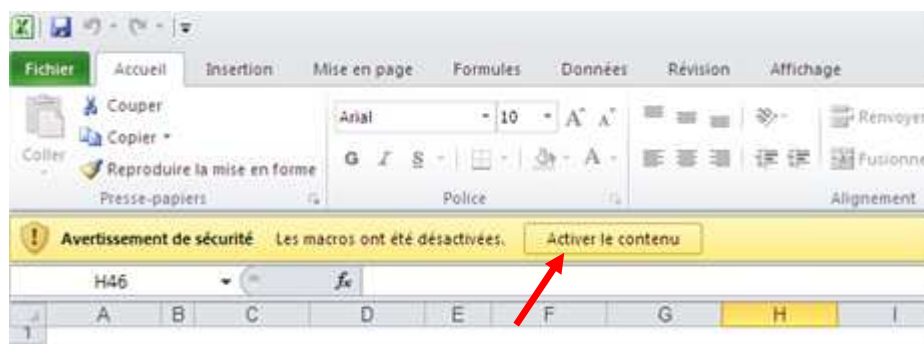 Fichier Accueil Insertion Mise en page Formules Données Révision Affichage
Couper
Arial 10 A A
Renvoyer
Copier
Coller
Reproduire la mise en forme
G I S A
Fusionne
Presse-papiers Police Alignement
Avertissement de sécurité Les macros ont été désactivées. Activer le contenu
H46 fx
A B C D E F G H I
1